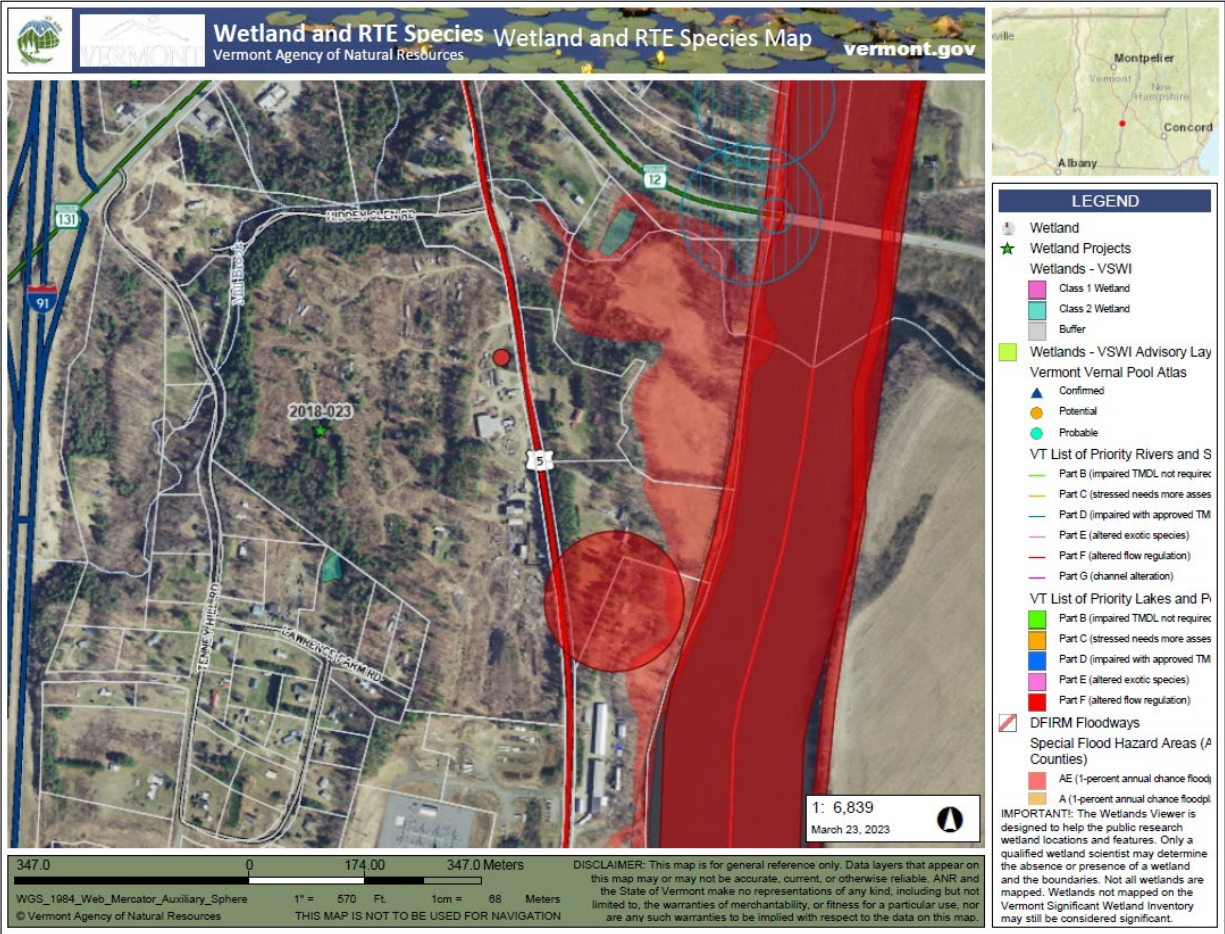 VERMONT
Wetland and RTE Species
Vermont Agency of Natural Resources
Wetland and RTE Species Map
vermont.gov
12
131
HIDDEN GLEN RD
Mill Brook
91
2018-023
5
TENNEY HILL RD
LAWRENCE FARM RD
1: 6,839
March 23, 2023
347.0 0 174.00 347.0 Meters
WGS_1984_Web_Mercator_Auxiliary_Sphere
1" = 570 Ft. 1cm = 68 Meters
© Vermont Agency of Natural Resources
THIS MAP IS NOT TO BE USED FOR NAVIGATION
DISCLAIMER: This map is for general reference only. Data layers that appear on
this map may or may not be accurate, current, or otherwise reliable. ANR and
the State of Vermont make no representations of any kind, including but not
limited to, the warranties of merchantability, or fitness for a particular use, nor
are any such warranties to be implied with respect to the data on this map.
ville
Montpelier
Vermont
New
Hampshire
Concord
Albany
LEGEND
Wetland
Wetland Projects
Wetlands - VSWI
Class 1 Wetland
Class 2 Wetland
Buffer
Wetlands - VSWI Advisory Lay
Vermont Vernal Pool Atlas
Confirmed
Potential
Probable
VT List of Priority Rivers and S
Part B (impaired TMDL not required
Part C (stressed needs more asses
Part D (impaired with approved TM
Part E (altered exotic species)
Part F (altered flow regulation)
Part G (channel alteration)
VT List of Priority Lakes and P
Part B (impaired TMDL not required
Part C (stressed needs more asses
Part D (impaired with approved TM
Part E (altered exotic species)
Part F (altered flow regulation)
DFIRM Floodways
Special Flood Hazard Areas (A
Counties)
AE (1-percent annual chance floodp
A (1-percent annual chance floodpl
IMPORTANT!: The Wetlands Viewer is
designed to help the public research
wetland locations and features. Only a
qualified wetland scientist may determine
the absence or presence of a wetland
and the boundaries. Not all wetlands are
mapped. Wetlands not mapped on the
Vermont Significant Wetland Inventory
may still be considered significant.